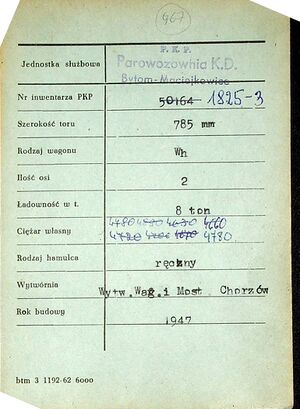 467
P. K. P.
Jednostka służbowa Parowozownia K.D.
Bytom-Maciejkowice
Nr inwentarza PKP 50164 1825-3
Szerokość toru 785 mm
Rodzaj wagonu Wh
Ilość osi 2
Ładowność w t. 8 ton
4660
Ciężar własny 4780
Rodzaj hamulca ręczny
Wytwórnia Wytw. Wag. i Most Chorzów
Rok budowy 1947
btm 3 1192-62 6000